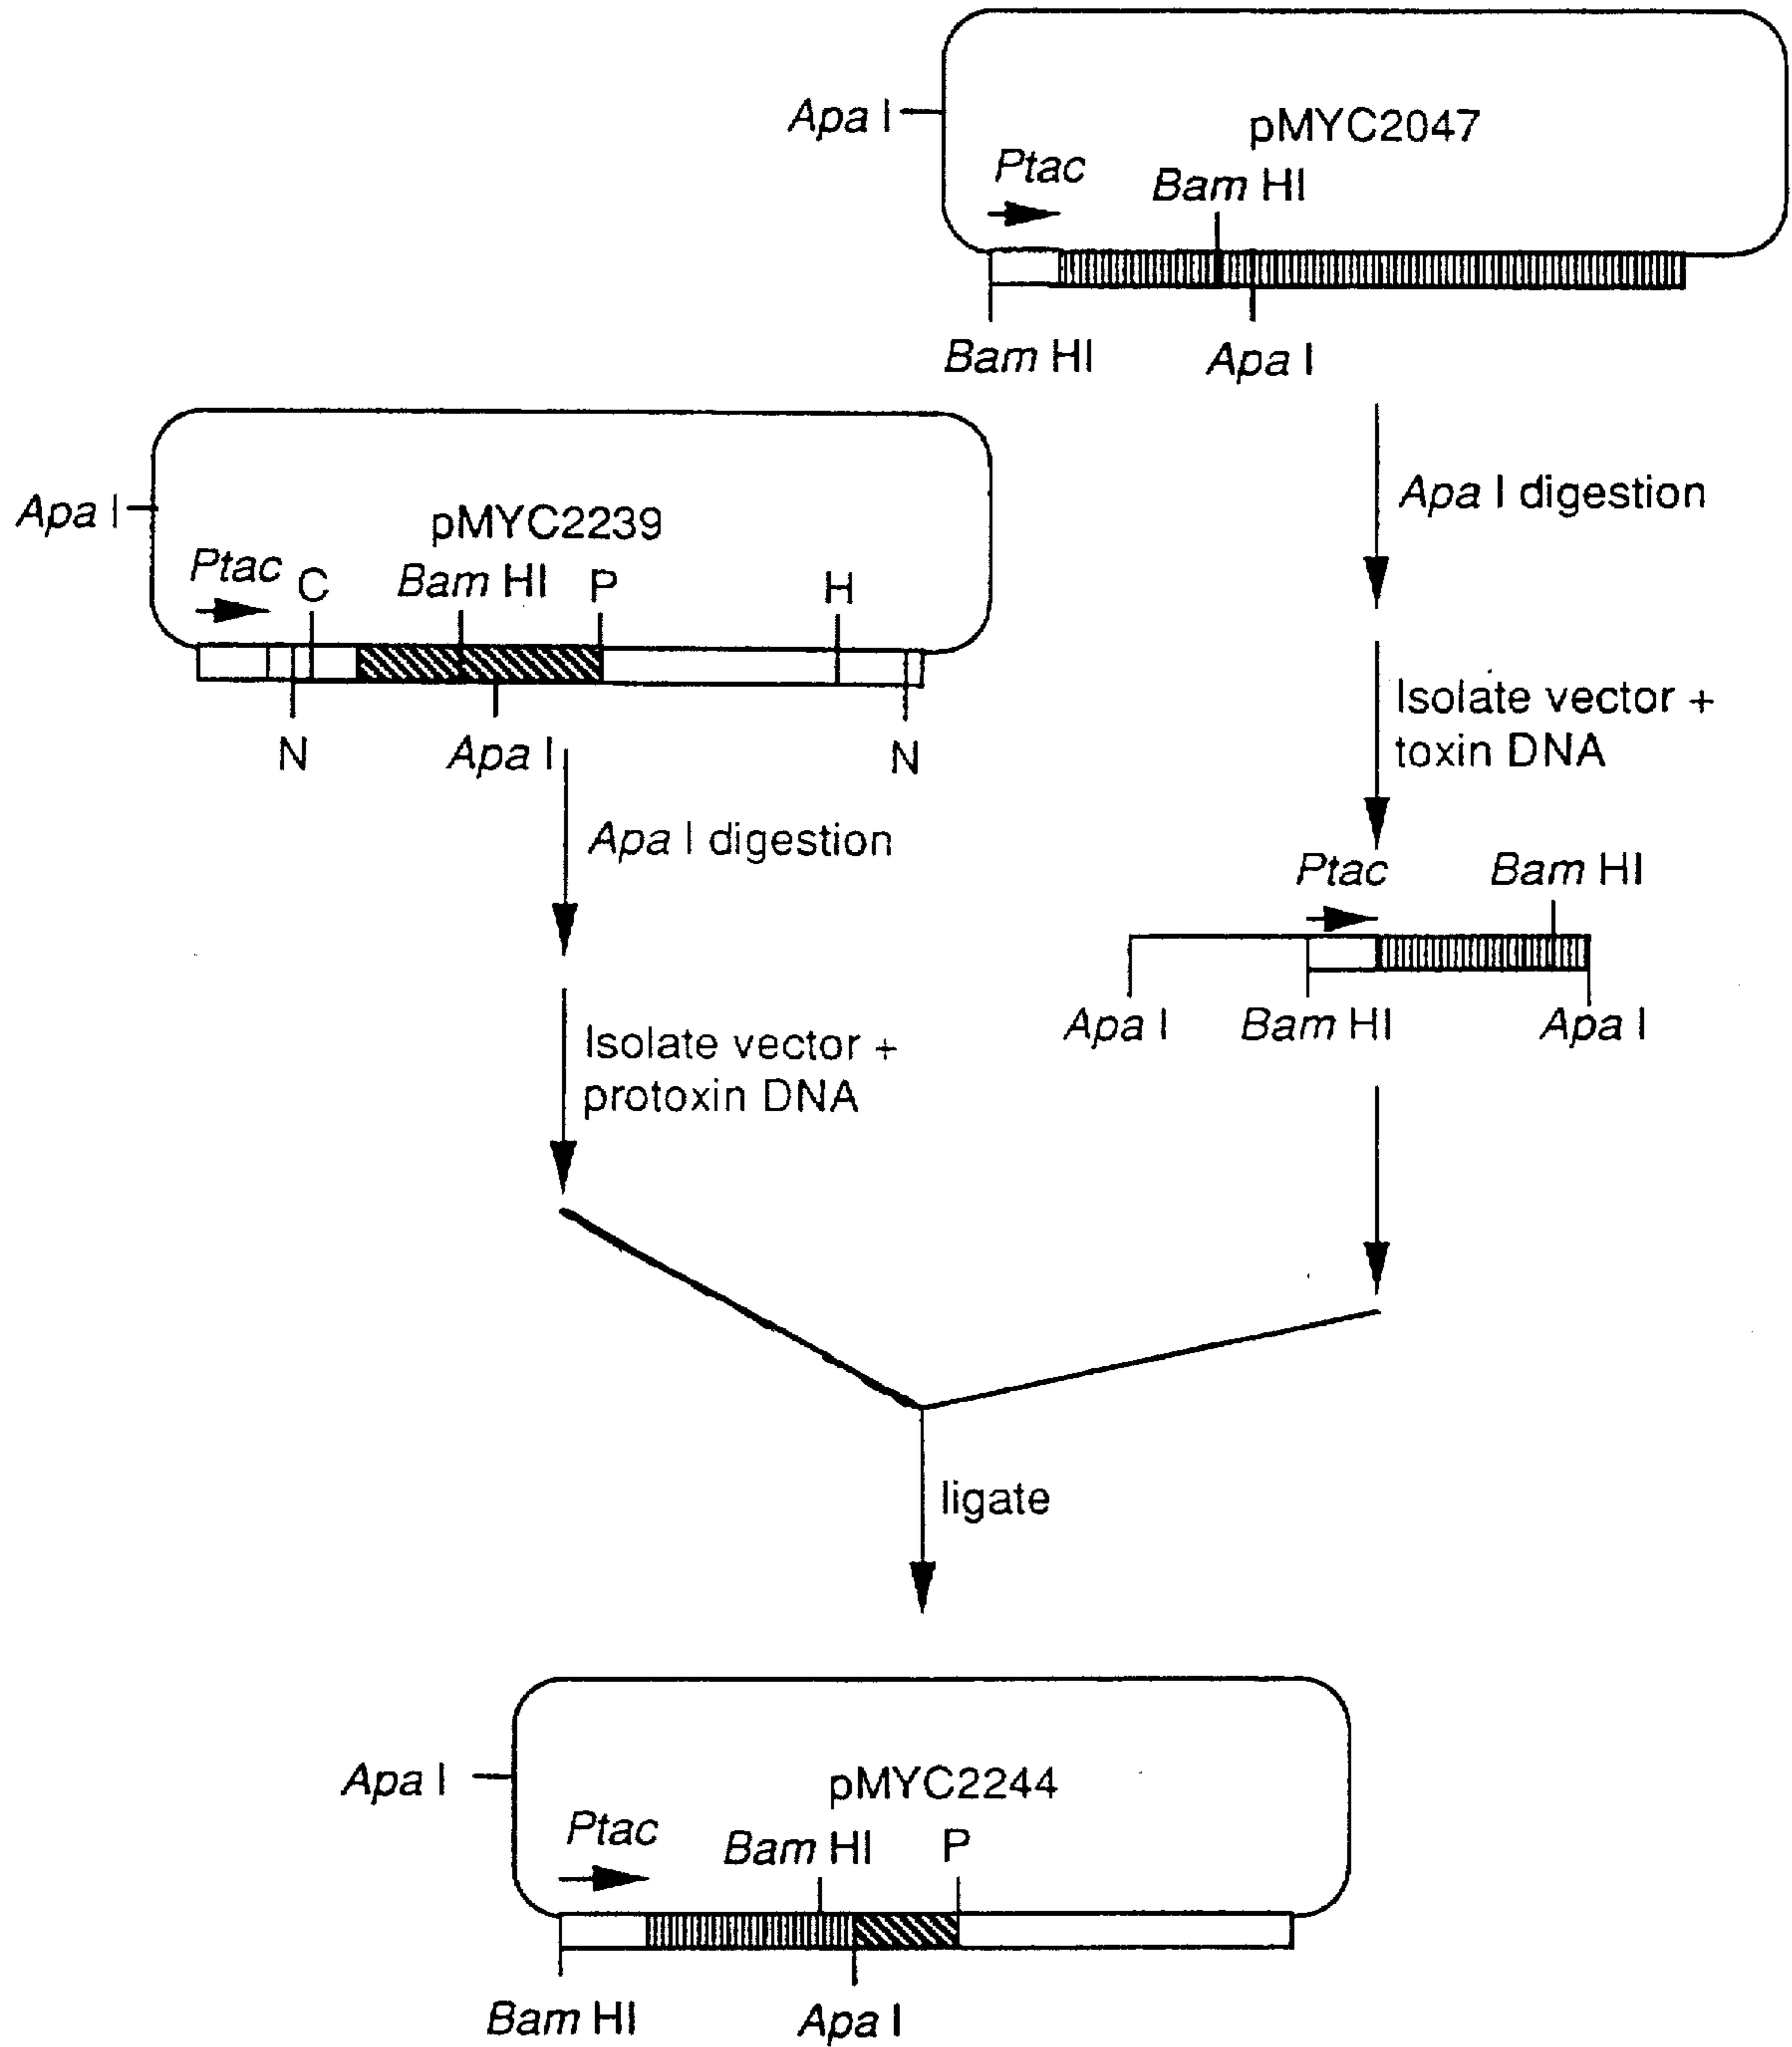 Apa I
pMYC2047
Ptac
Bam HI
Bam HI
Apa I
Apa I digestion
Isolate vector +
toxin DNA
Apa I
pMYC2239
Ptac
C
Bam HI
P
H
N
Apa I
N
Apa I digestion
Isolate vector +
protoxin DNA
Ptac
Bam HI
Apa I
Bam HI
Apa I
ligate
Apa I
pMYC2244
Ptac
Bam HI
P
Bam HI
Apa I